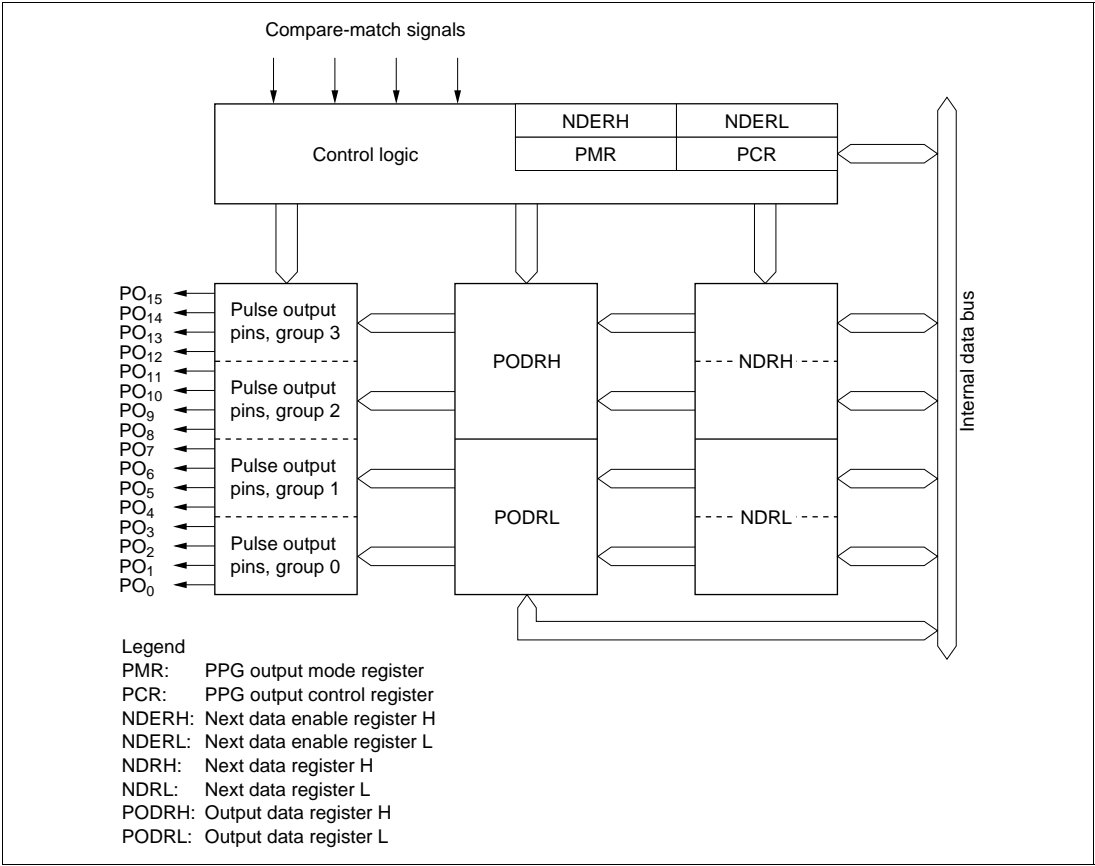 Compare-match signals
NDERH NDERL
Control logic PMR PCR
Internal data bus
PO15
PO14
PO13
PO12
PO11
PO10
PO9
PO8
PO7
PO6
PO5
PO4
PO3
PO2
PO1
PO0
Pulse output
pins, group 3
Pulse output
pins, group 2
Pulse output
pins, group 1
Pulse output
pins, group 0
PODRH
PODRL
NDRH
NDRL
Legend
PMR: PPG output mode register
PCR: PPG output control register
NDERH: Next data enable register H
NDERL: Next data enable register L
NDRH: Next data register H
NDRL: Next data register L
PODRH: Output data register H
PODRL: Output data register L